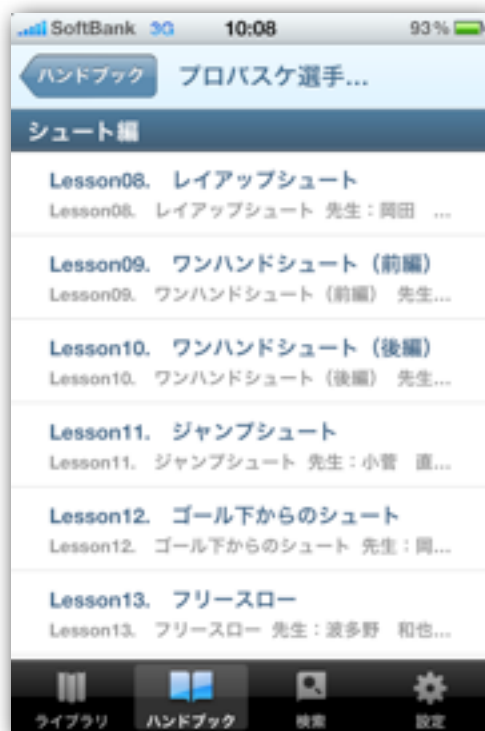 SoftBank 3G 10:08 93%
ハンドブック プロバスケ選手...
シュート編
Lesson08. レイアップシュート
Lesson08. レイアップシュート 先生：岡田 ...
Lesson09. ワンハンドシュート（前編）
Lesson09. ワンハンドシュート（前編） 先生...
Lesson10. ワンハンドシュート（後編）
Lesson10. ワンハンドシュート（後編） 先生...
Lesson11. ジャンプシュート
Lesson11. ジャンプシュート 先生：小菅 直...
Lesson12. ゴール下からのシュート
Lesson12. ゴール下からのシュート 先生：岡...
Lesson13. フリースロー
Lesson13. フリースロー 先生：波多野 和也...
ライブラリ ハンドブック 検索 設定